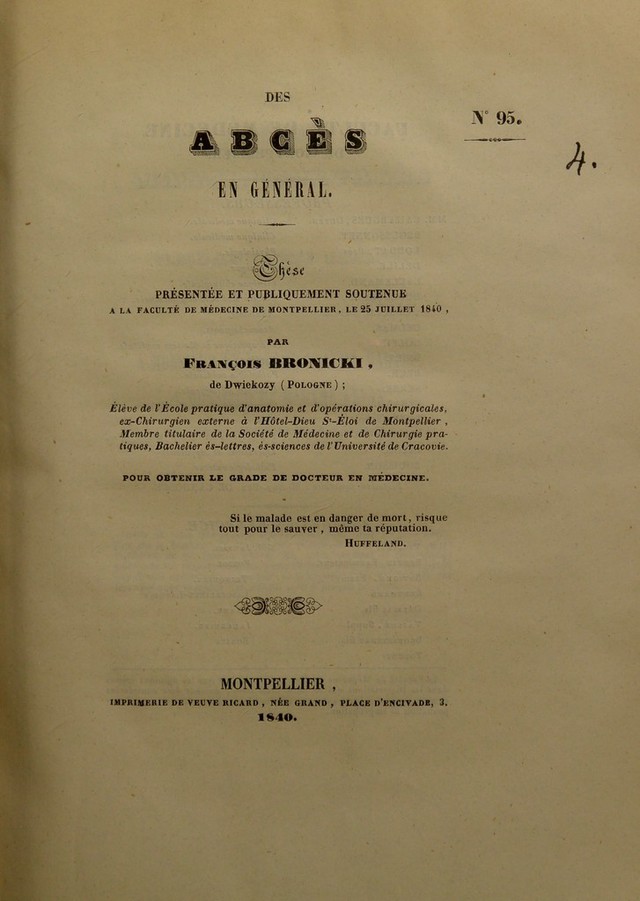 DES
N° 95.
ABCÈS
4.
EN GÉNÉRAL.
Thèse
PRÉSENTÉE ET PUBLIQUEMENT SOUTENUE
A LA FACULTÉ DE MÉDECINE DE MONTPELLIER, LE 25 JUILLET 1840,
PAR
FRANÇOIS BRONICKI,
de Dwiekozy (POLOGNE);
Élève de l'École pratique d'anatomie et d'opérations chirurgicales,
ex-Chirurgien externe à l'Hôtel-Dieu St-Éloi de Montpellier,
Membre titulaire de la Société de Médecine et de Chirurgie pra-
tiques, Bachelier ès-lettres, ès-sciences de l'Université de Cracovie.
POUR OBTENIR LE GRADE DE DOCTEUR EN MÉDECINE.
Si le malade est en danger de mort, risque
tout pour le sauver, même ta réputation.
HUFFELAND.
MONTPELLIER,
IMPRIMERIE DE VEUVE RICARD, NÉE GRAND, PLACE D'ENCIVADE, 3.
1840.